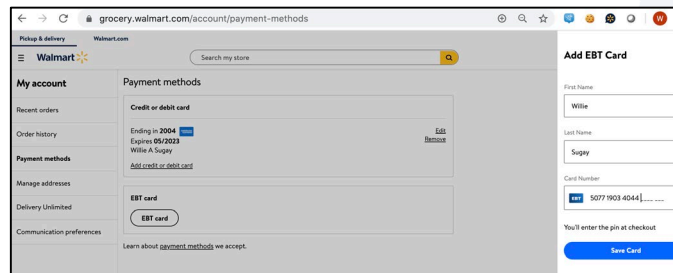 grocery.walmart.com/account/payment-methods
W
Pickup & delivery Walmart.com
Walmart
Search my store
My account
Recent orders
Order history
Payment methods
Manage addresses
Delivery Unlimited
Communication preferences
Payment methods
Credit or debit card
Ending in 2004
Expires 05/2023
Willie A Sugay
Edit
Remove
Add credit or debit card
EBT card
EBT card
Learn about payment methods we accept.
Add EBT Card
First Name
Willie
Last Name
Sugay
Card Number
EBT 5077 1903 4044 ____ ___
You'll enter the pin at checkout
Save Card